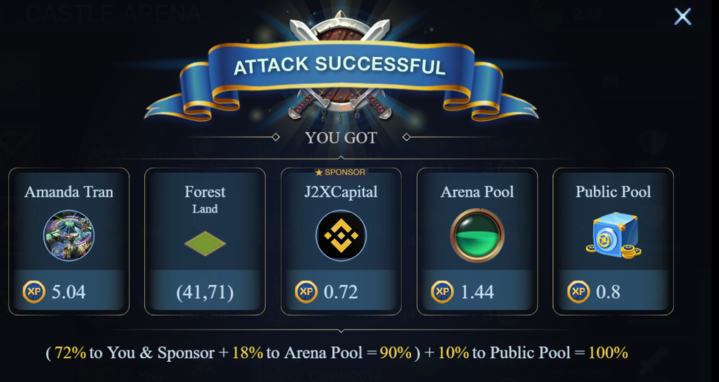 CASTLE ARENA
ATTACK SUCCESSFUL
YOU GOT
★ SPONSOR
Amanda Tran
Forest
Land
J2XCapital
Arena Pool
Public Pool
XP 5.04
(41,71)
XP 0.72
XP 1.44
XP 0.8
( 72% to You & Sponsor + 18% to Arena Pool = 90% ) + 10% to Public Pool = 100%